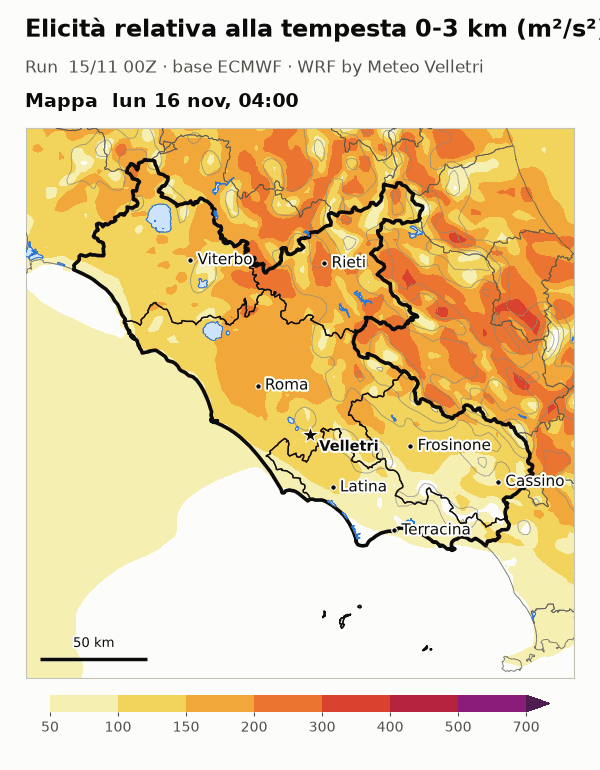 Elicità relativa alla tempesta 0-3 km (m²/s²)
Run 15/11 00Z · base ECMWF · WRF by Meteo Velletri
Mappa lun 16 nov, 04:00
Viterbo
Rieti
Roma
Velletri
Frosinone
Latina
Cassino
Terracina
50 km
50 100 150 200 300 400 500 700